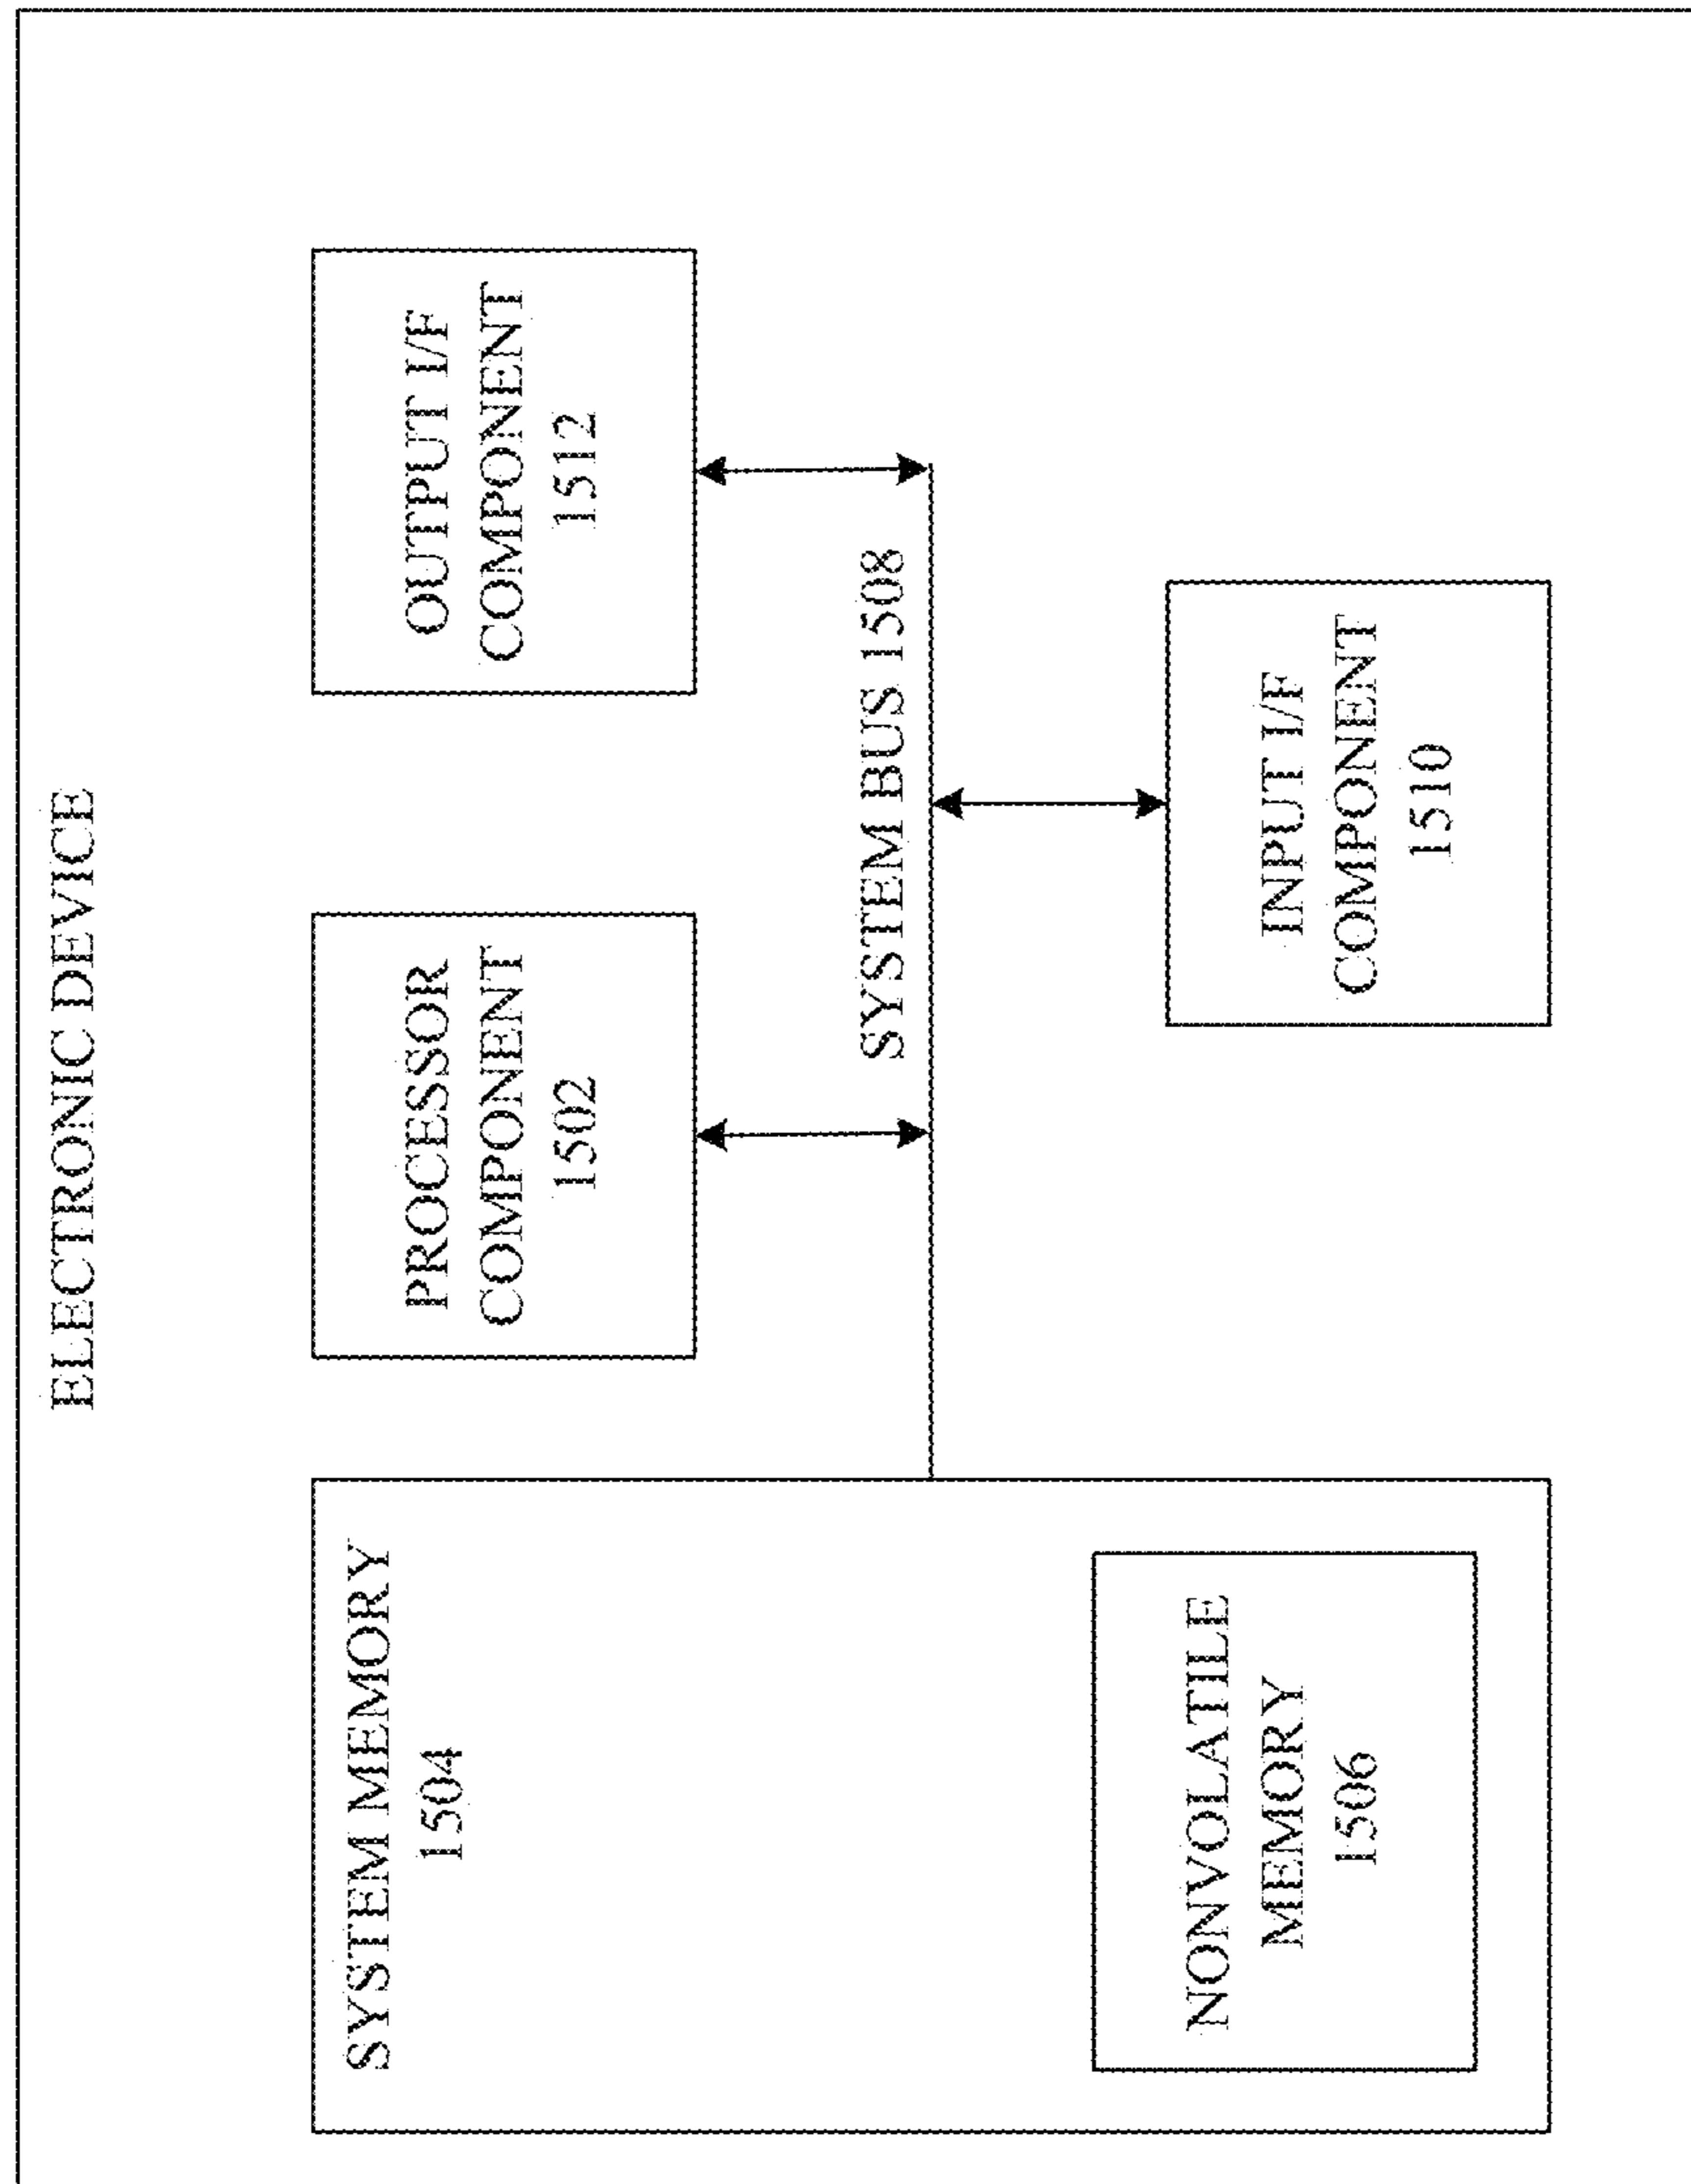 ELECTRONIC DEVICE
SYSTEM MEMORY
1504
NONVOLATILE
MEMORY
1506
PROCESSOR
COMPONENT
1502
OUTPUT I/F
COMPONENT
1512
SYSTEM BUS 1508
INPUT I/F
COMPONENT
1510